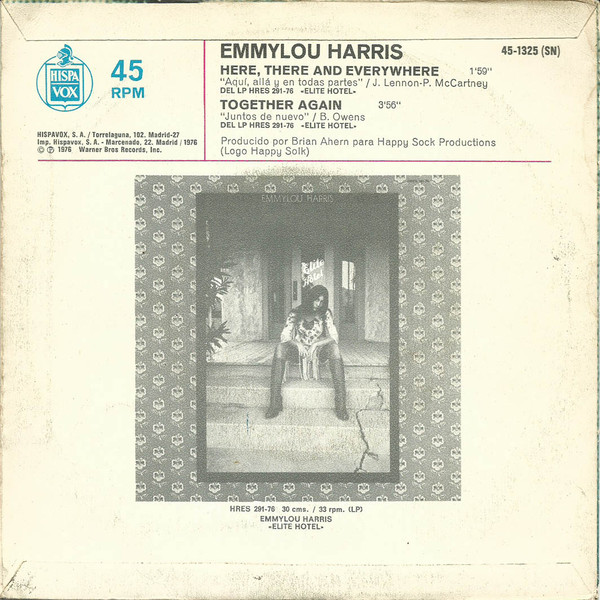 HISPA
VOX
45
RPM
HISPAVOX, S. A. / Torrelaguna, 102. Madrid-27
Imp. Hispavox, S. A. - Marcenado, 22. Madrid / 1976
© Ⓟ 1976 Warner Bros Records, Inc.
EMMYLOU HARRIS
45-1325 (SN)
HERE, THERE AND EVERYWHERE 1'59"
"Aquí, allá y en todas partes" / J. Lennon-P. McCartney
DEL LP HRES 291-76 «ELITE HOTEL»
TOGETHER AGAIN 3'56"
"Juntos de nuevo" / B. Owens
DEL LP HRES 291-76 «ELITE HOTEL»
Producido por Brian Ahern para Happy Sock Productions
(Logo Happy Solk)
EMMYLOU HARRIS
Elite
Hotel
HRES 291-76 30 cms. / 33 rpm. (LP)
EMMYLOU HARRIS
«ELITE HOTEL»